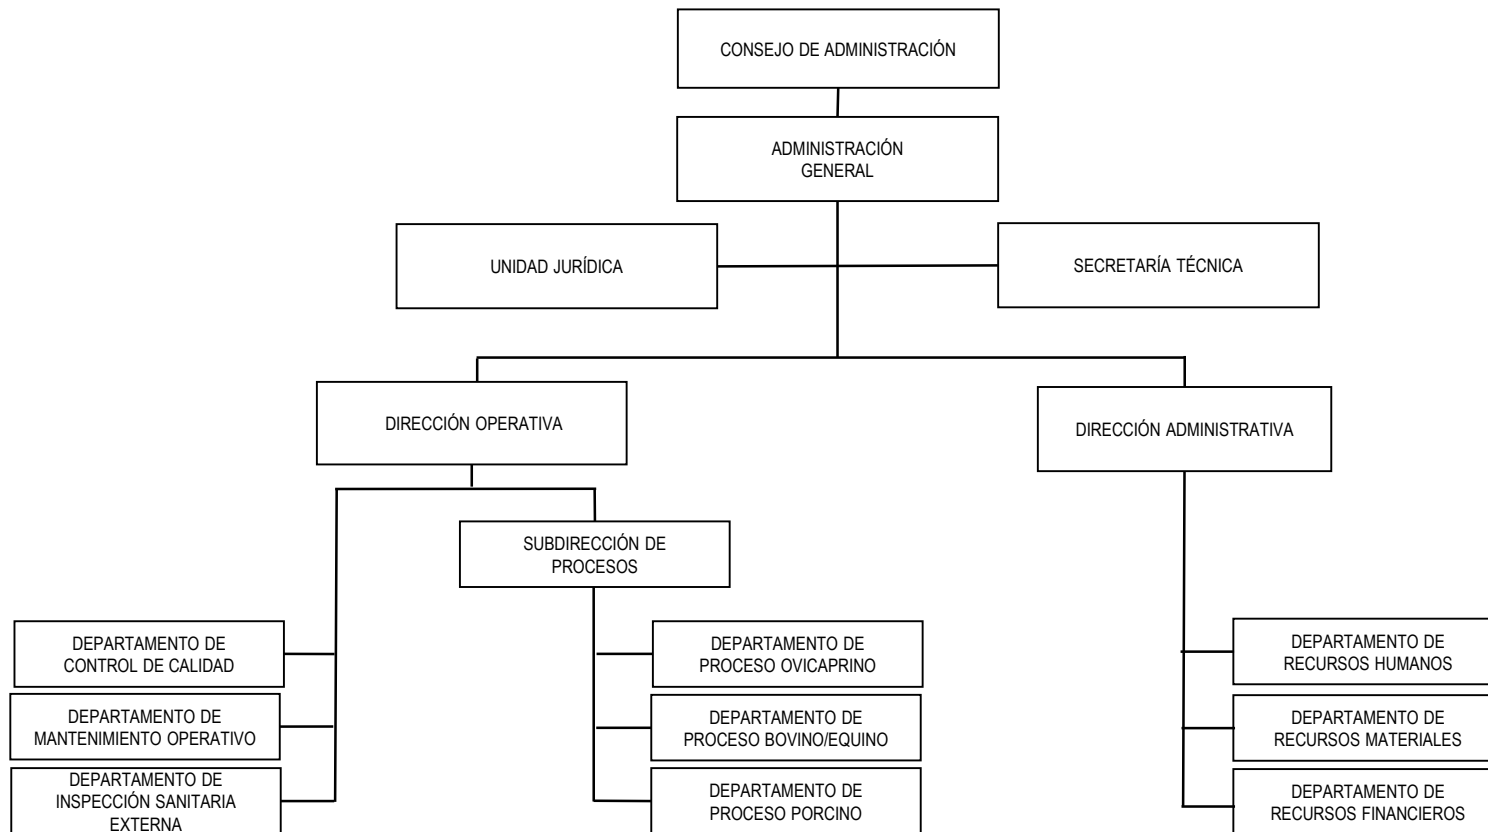 CONSEJO DE ADMINISTRACIÓN
ADMINISTRACIÓN
GENERAL
UNIDAD JURÍDICA
SECRETARÍA TÉCNICA
DIRECCIÓN OPERATIVA
DIRECCIÓN ADMINISTRATIVA
SUBDIRECCIÓN DE
PROCESOS
DEPARTAMENTO DE
CONTROL DE CALIDAD
DEPARTAMENTO DE
MANTENIMIENTO OPERATIVO
DEPARTAMENTO DE
INSPECCIÓN SANITARIA
EXTERNA
DEPARTAMENTO DE
PROCESO OVICAPRINO
DEPARTAMENTO DE
PROCESO BOVINO/EQUINO
DEPARTAMENTO DE
PROCESO PORCINO
DEPARTAMENTO DE
RECURSOS HUMANOS
DEPARTAMENTO DE
RECURSOS MATERIALES
DEPARTAMENTO DE
RECURSOS FINANCIEROS